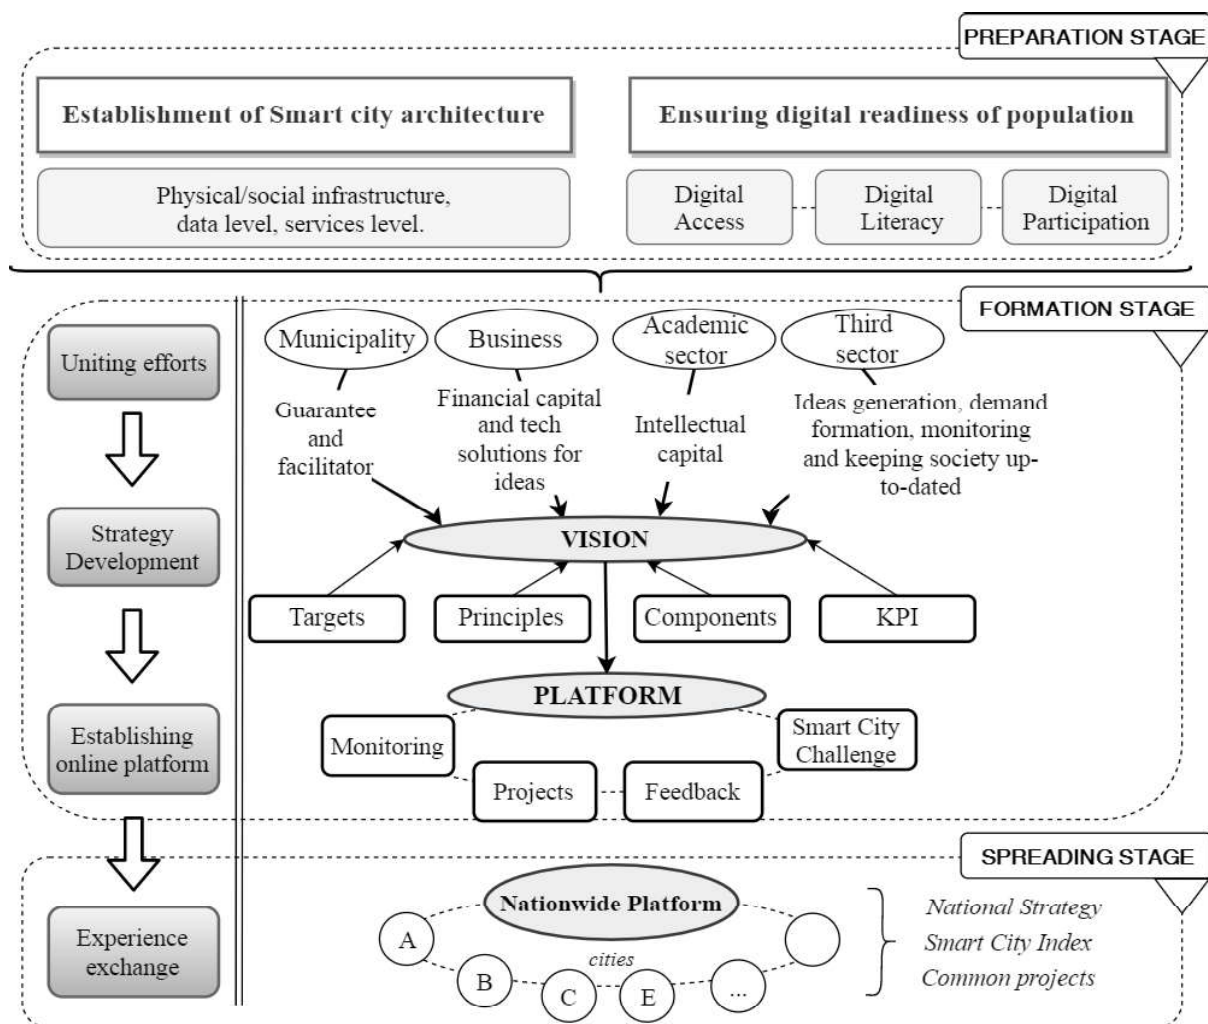 PREPARATION STAGE
Establishment of Smart city architecture
Ensuring digital readiness of population
Physical/social infrastructure,
data level, services level.
Digital
Access
Digital
Literacy
Digital
Participation
FORMATION STAGE
Uniting efforts
Strategy
Development
Establishing
online platform
Municipality
Business
Academic
sector
Third
sector
Guarantee
and
facilitator
Financial capital
and tech
solutions for
ideas
Intellectual
capital
Ideas generation, demand
formation, monitoring
and keeping society up-
to-dated
VISION
Targets
Principles
Components
KPI
PLATFORM
Monitoring
Projects
Feedback
Smart City
Challenge
SPREADING STAGE
Experience
exchange
Nationwide Platform
cities
A
B
C
E
...
National Strategy
Smart City Index
Common projects